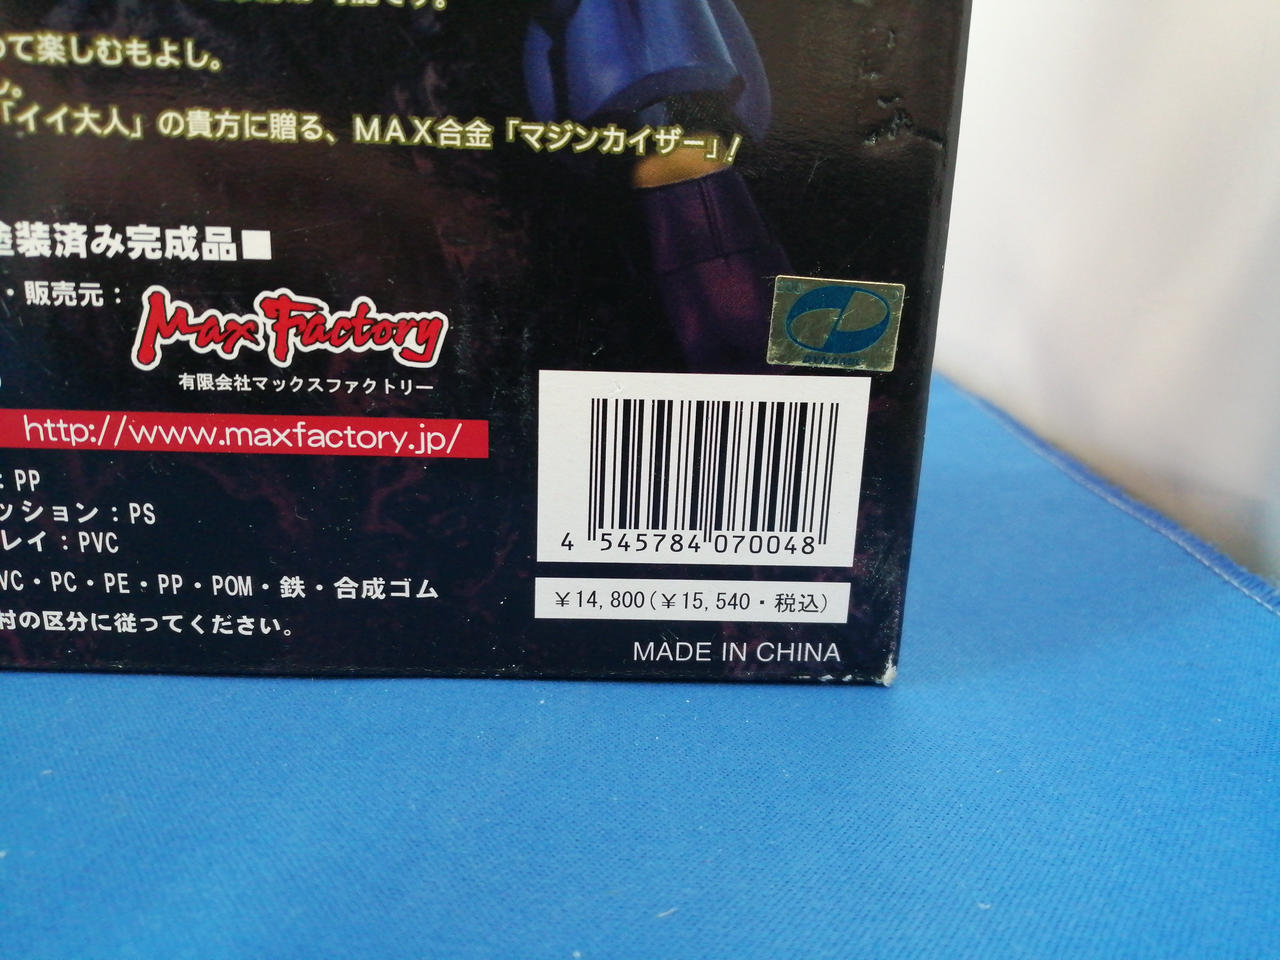 能です。
て楽しむもよし。
し。
「イイ大人」の貴方に贈る、MAX合金「マジンカイザー」!
塗装済み完成品■
・販売元：
Max Factory
有限会社マックスファクトリー
http://www.maxfactory.jp/
：PP
ッション：PS
レイ：PVC
VC・PC・PE・PP・POM・鉄・合成ゴム
村の区分に従ってください。
DYNAMIC
4 545784 070048
￥14,800(￥15,540・税込)
MADE IN CHINA